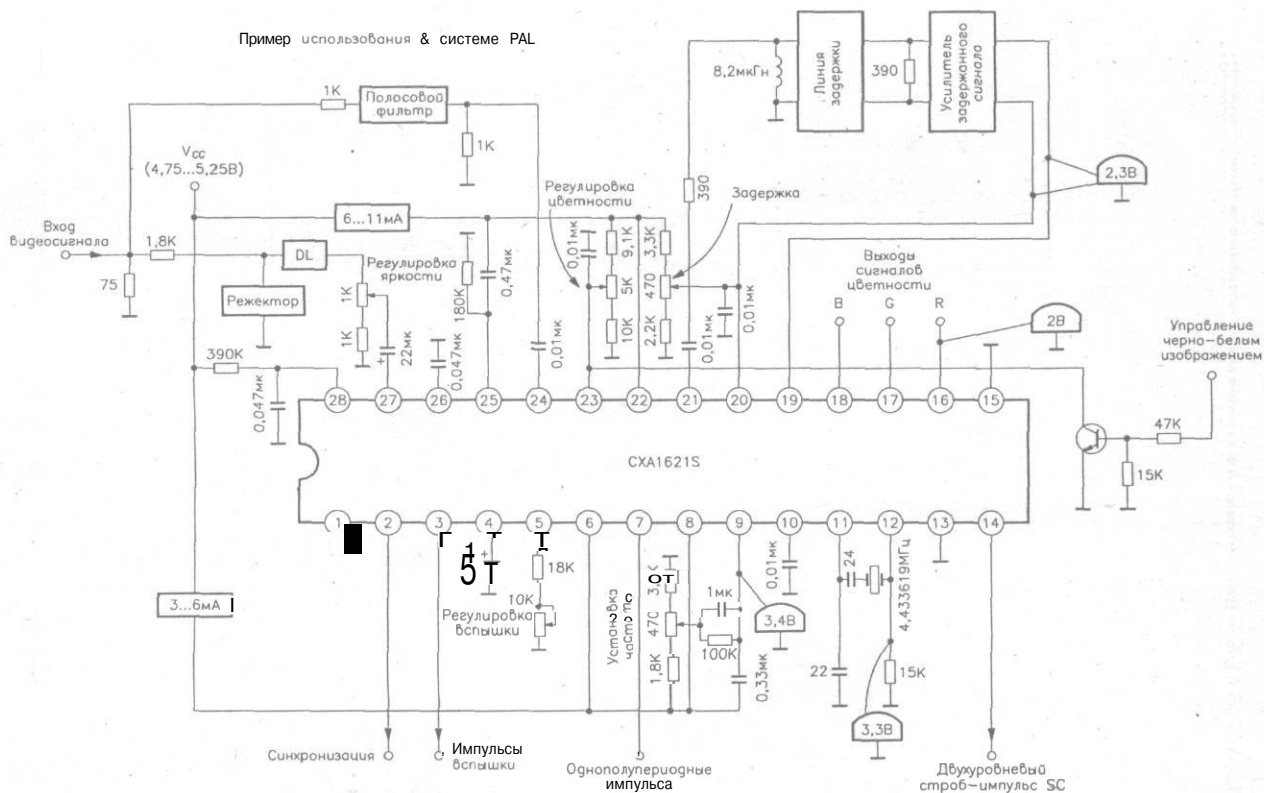 Пример использования & системе PAL
1K
Полосовой
фильтр
1K
8,2мкГн
Линия
задержки
390
Усилитель
задержанного
сигнала
Vcc
(4,75...5,25В)
2,3В
Регулировка
цветности
390
Задержка
6...11мА
Вход
видеосигнала
1,8K
75
DL
Режектор
Регулировка
яркости
1K
1K
22мк
0,047мк
180K
0,47мк
0,01мк
0,01мк
9,1K
5K
10K
3,3K
470
2,2K
0,01мк
0,01мк
Выходы
сигналов
цветности
B
G
R
2В
Управление
черно-белым
изображением
390K
0,047мк
28
27
26
25
24
23
22
21
20
19
18
17
16
15
47K
15K
CXA1621S
1
2
3
4
5
6
7
8
9
10
11
12
13
14
18K
10K
Регулировка
вспышки
3...6мА
Установка
470
1,8K
1мк
100K
0,33мк
3,4В
0,01мк
24
22
4,433619МГц
15K
3,3В
Синхронизация
Импульсы
вспышки
Однополупериодные
импульса
Двухуровневый
строб-импульс SC